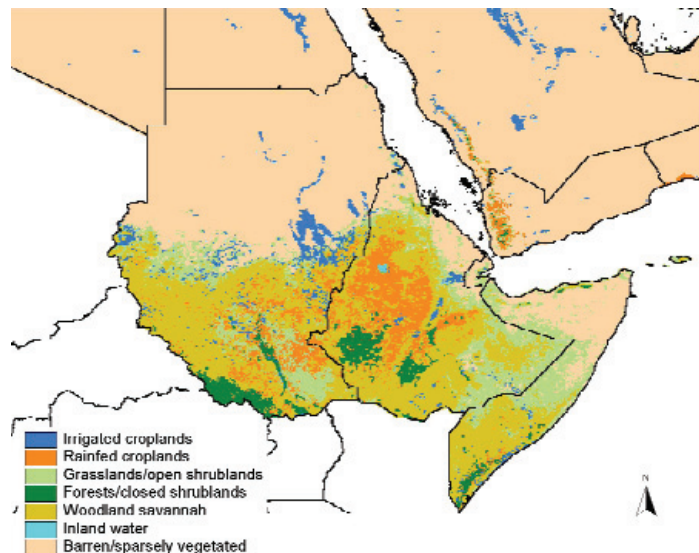 N
Irrigated croplands
Rainfed croplands
Grasslands/open shrublands
Forests/closed shrublands
Woodland savannah
Inland water
Barren/sparsely vegetated